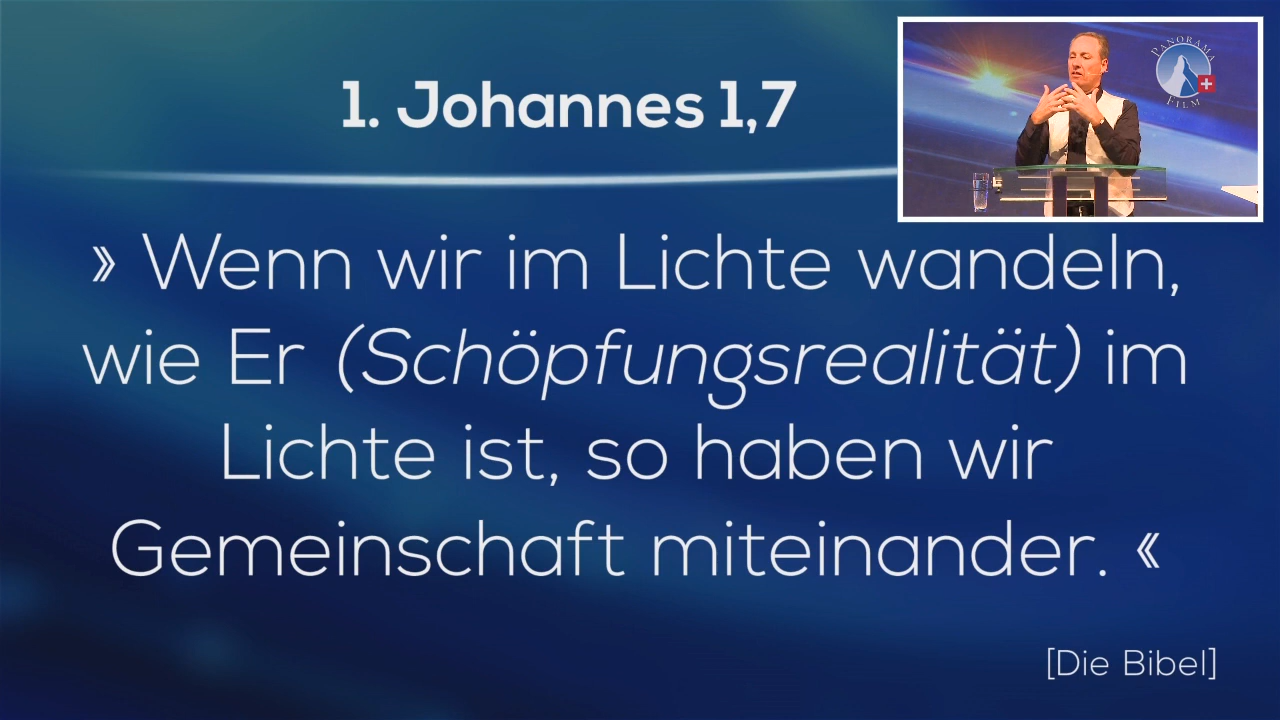 1. Johannes 1,7
» Wenn wir im Lichte wandeln,
wie Er (Schöpfungsrealität) im
Lichte ist, so haben wir
Gemeinschaft miteinander. «
[Die Bibel]
PANORAMA
FILM